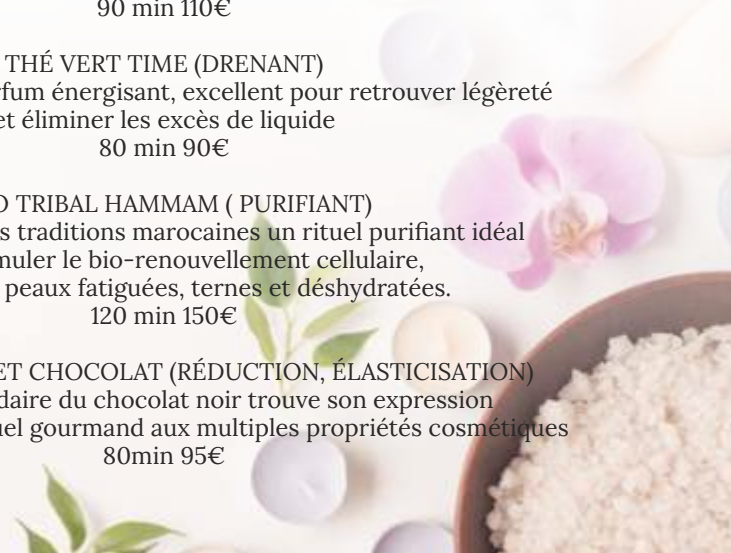 90 min 110€
THÉ VERT TIME (DRENANT)
fum énergisant, excellent pour retrouver légèreté
et éliminer les excès de liquide
80 min 90€
O TRIBAL HAMMAM ( PURIFIANT)
s traditions marocaines un rituel purifiant idéal
muler le bio-renouvellement cellulaire,
peaux fatiguées, ternes et déshydratées.
120 min 150€
ET CHOCOLAT (RÉDUCTION, ÉLASTICISATION)
daire du chocolat noir trouve son expression
uel gourmand aux multiples propriétés cosmétiques
80min 95€